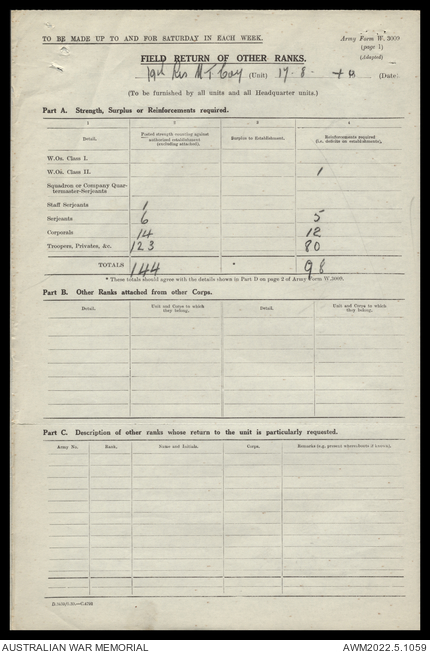 TO BE MADE UP TO AND FOR SATURDAY IN EACH WEEK.
Army Form W. 3009
(page 1)
(Adapted)
FIELD RETURN OF OTHER RANKS.
Res M T Coy (Unit) 17. 8. (Date)
(To be furnished by all units and all Headquarter units.)
Part A. Strength, Surplus or Reinforcements required.
1 2 3 4
Detail. Posted strength counting against authorised establishment (excluding attached). Surplus to Establishment. Reinforcements required (i.e. deficits on establishments).
W.Os. Class I.
W.Os. Class II. 1
Squadron or Company Quar-
termaster-Serjeants
Staff Serjeants 1
Serjeants 6 5
Corporals 14 12
Troopers, Privates, &c. 123 80
TOTALS 144 * 98
* These totals should agree with the details shown in Part D on page 2 of Army Form W. 3009.
Part B. Other Ranks attached from other Corps.
Detail. Unit and Corps to which they belong. Detail. Unit and Corps to which they belong.
Part C. Description of other ranks whose return to the unit is particularly requested.
Army No. Rank. Name and Initials. Corps. Remarks (e.g. present whereabouts if known).
AUSTRALIAN WAR MEMORIAL AWM2022.5.1059